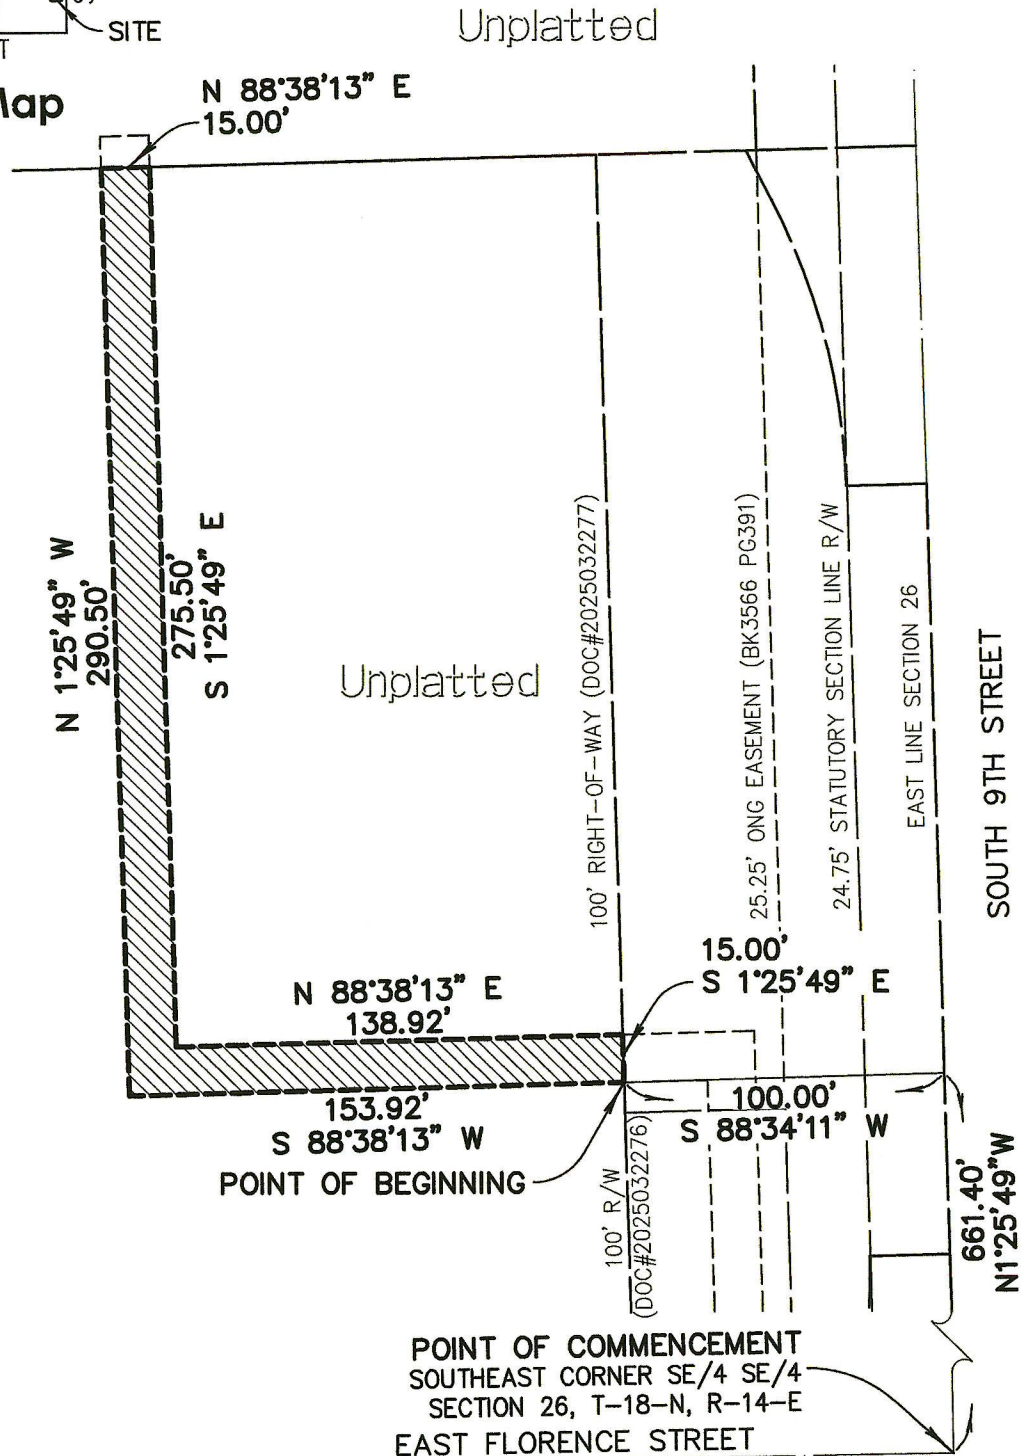 SITE
Unplatted
N 88°38'13" E
15.00'
N 1°25'49" W
290.50'
275.50'
S 1°25'49" E
Unplatted
100' RIGHT-OF-WAY (DOC#2025032277)
25.25' ONG EASEMENT (BK3566 PG391)
24.75' STATUTORY SECTION LINE R/W
EAST LINE SECTION 26
SOUTH 9TH STREET
15.00'
S 1°25'49" E
N 88°38'13" E
138.92'
153.92'
S 88°38'13" W
POINT OF BEGINNING
100.00'
S 88°34'11" W
100' R/W
(DOC#2025032276)
661.40'
N1°25'49"W
POINT OF COMMENCEMENT
SOUTHEAST CORNER SE/4 SE/4
SECTION 26, T-18-N, R-14-E
EAST FLORENCE STREET